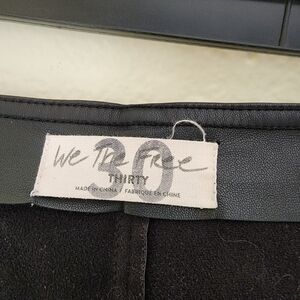 We The Free
30
THIRTY
MADE IN CHINA / FABRIQUÉ EN CHINE